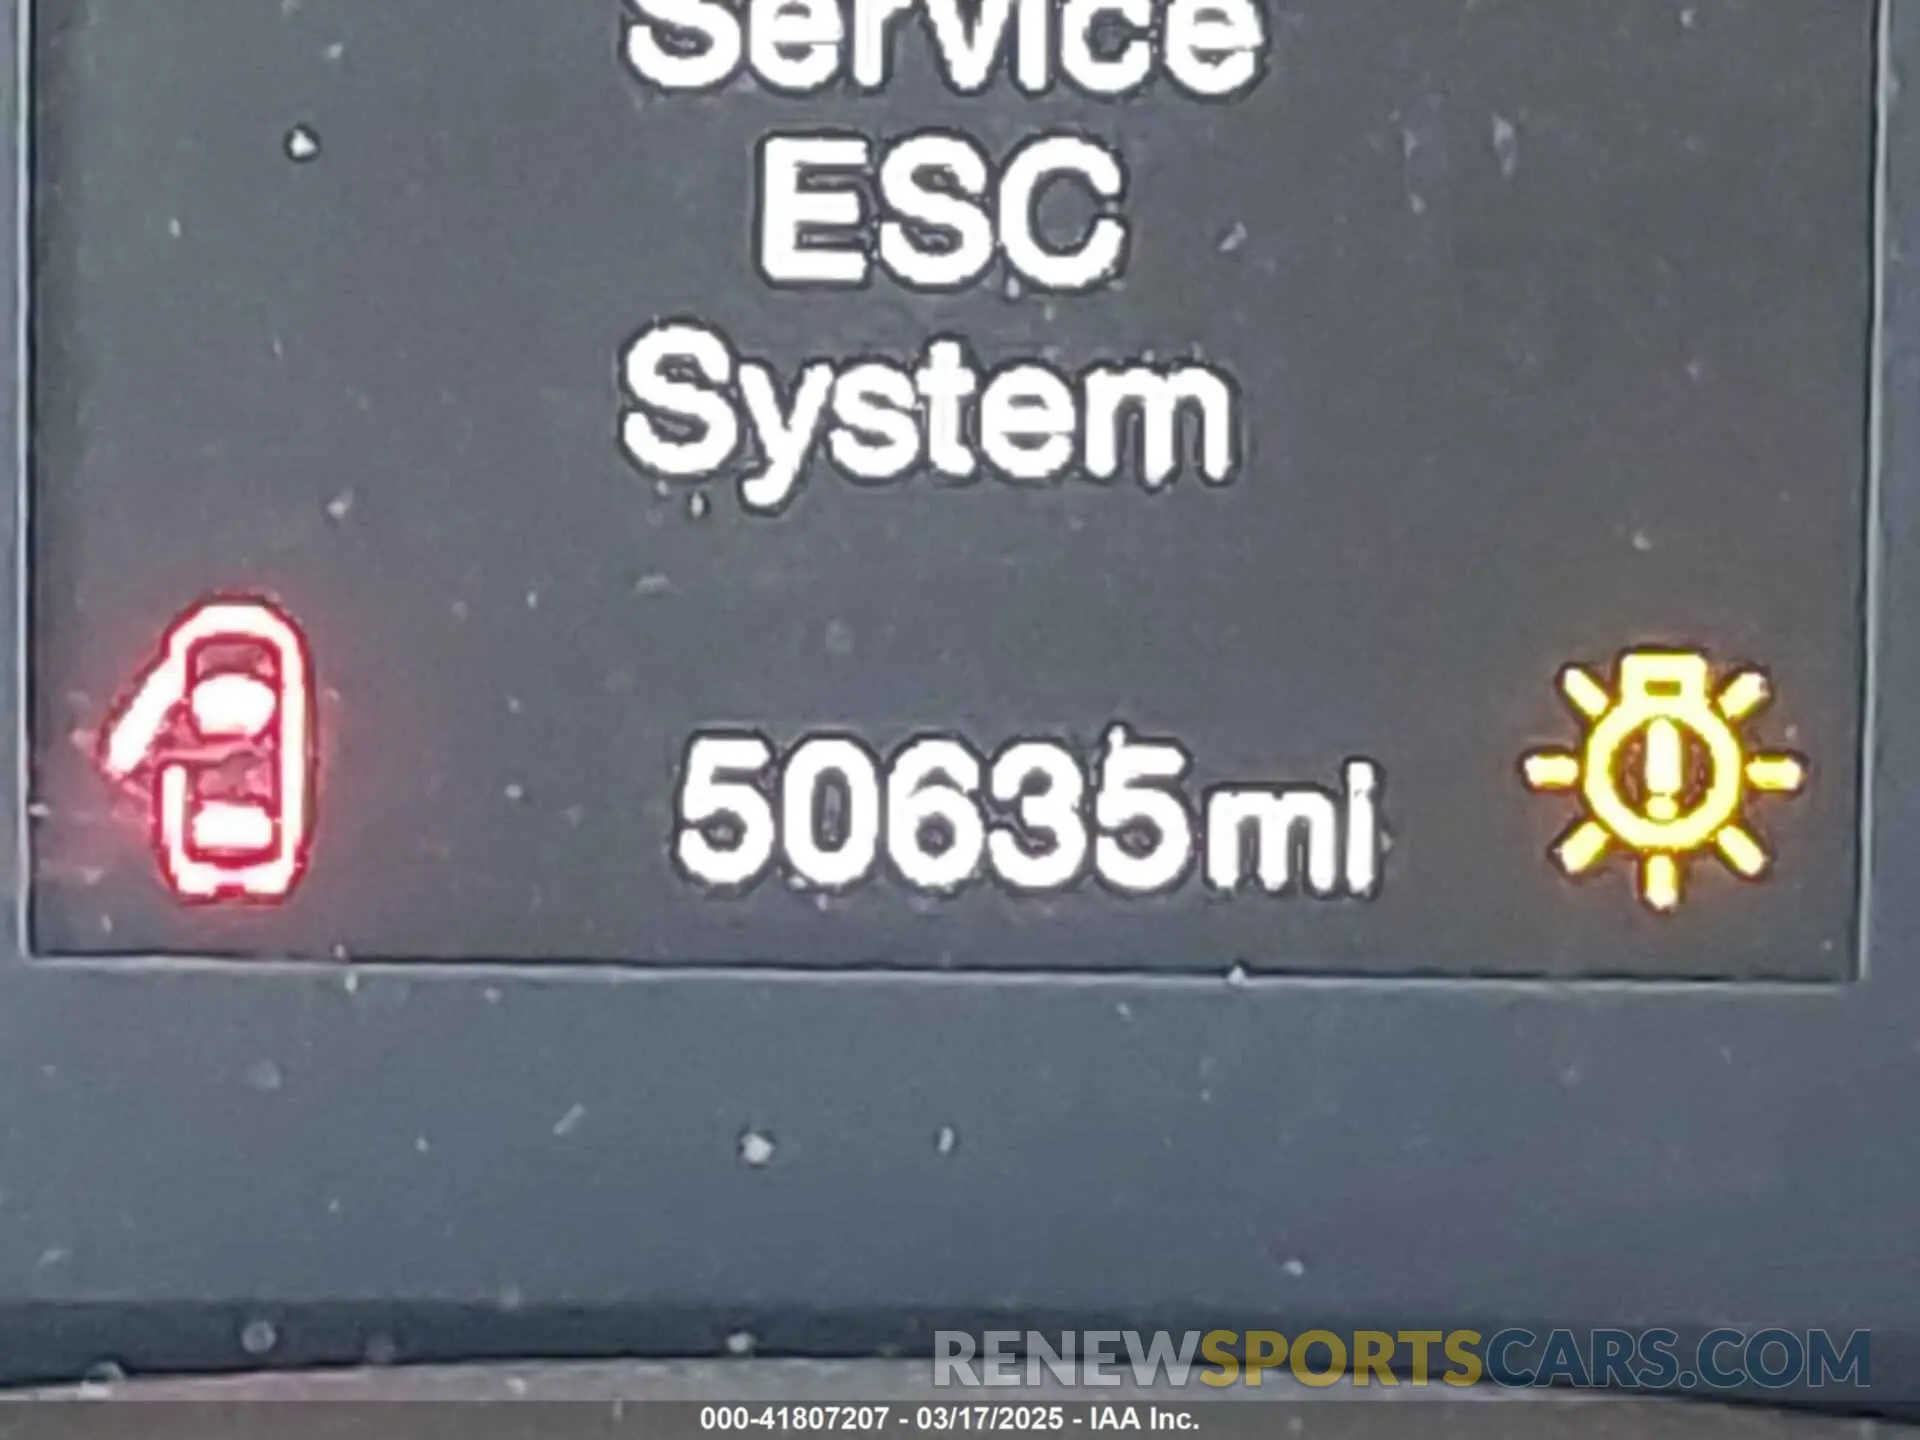 Service
ESC
System
50635mi
RENEWSPORTSCARS.COM
000-41807207 - 03/17/2025 - IAA Inc.